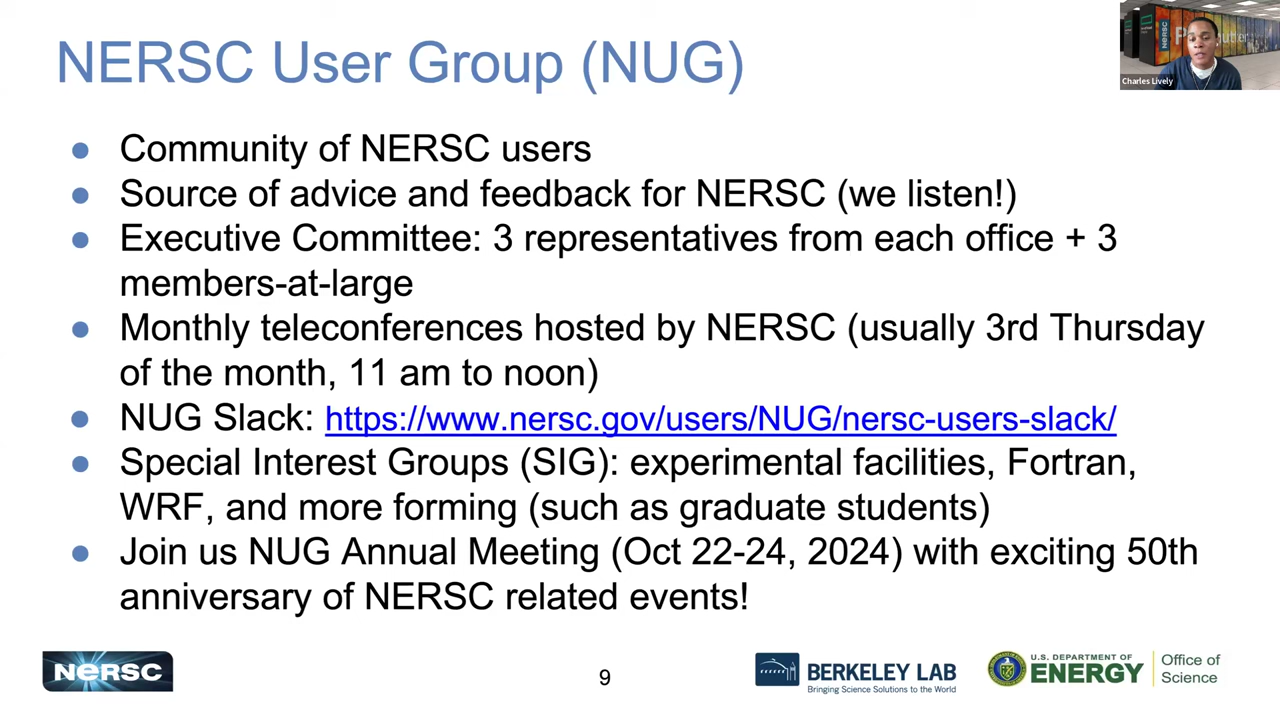 NERSC User Group (NUG)
Charles Lively
● Community of NERSC users
● Source of advice and feedback for NERSC (we listen!)
● Executive Committee: 3 representatives from each office + 3
members-at-large
● Monthly teleconferences hosted by NERSC (usually 3rd Thursday
of the month, 11 am to noon)
● NUG Slack: https://www.nersc.gov/users/NUG/nersc-users-slack/
● Special Interest Groups (SIG): experimental facilities, Fortran,
WRF, and more forming (such as graduate students)
● Join us NUG Annual Meeting (Oct 22-24, 2024) with exciting 50th
anniversary of NERSC related events!
NERSC
9
BERKELEY LAB
Bringing Science Solutions to the World
U.S. DEPARTMENT OF
ENERGY
Office of
Science